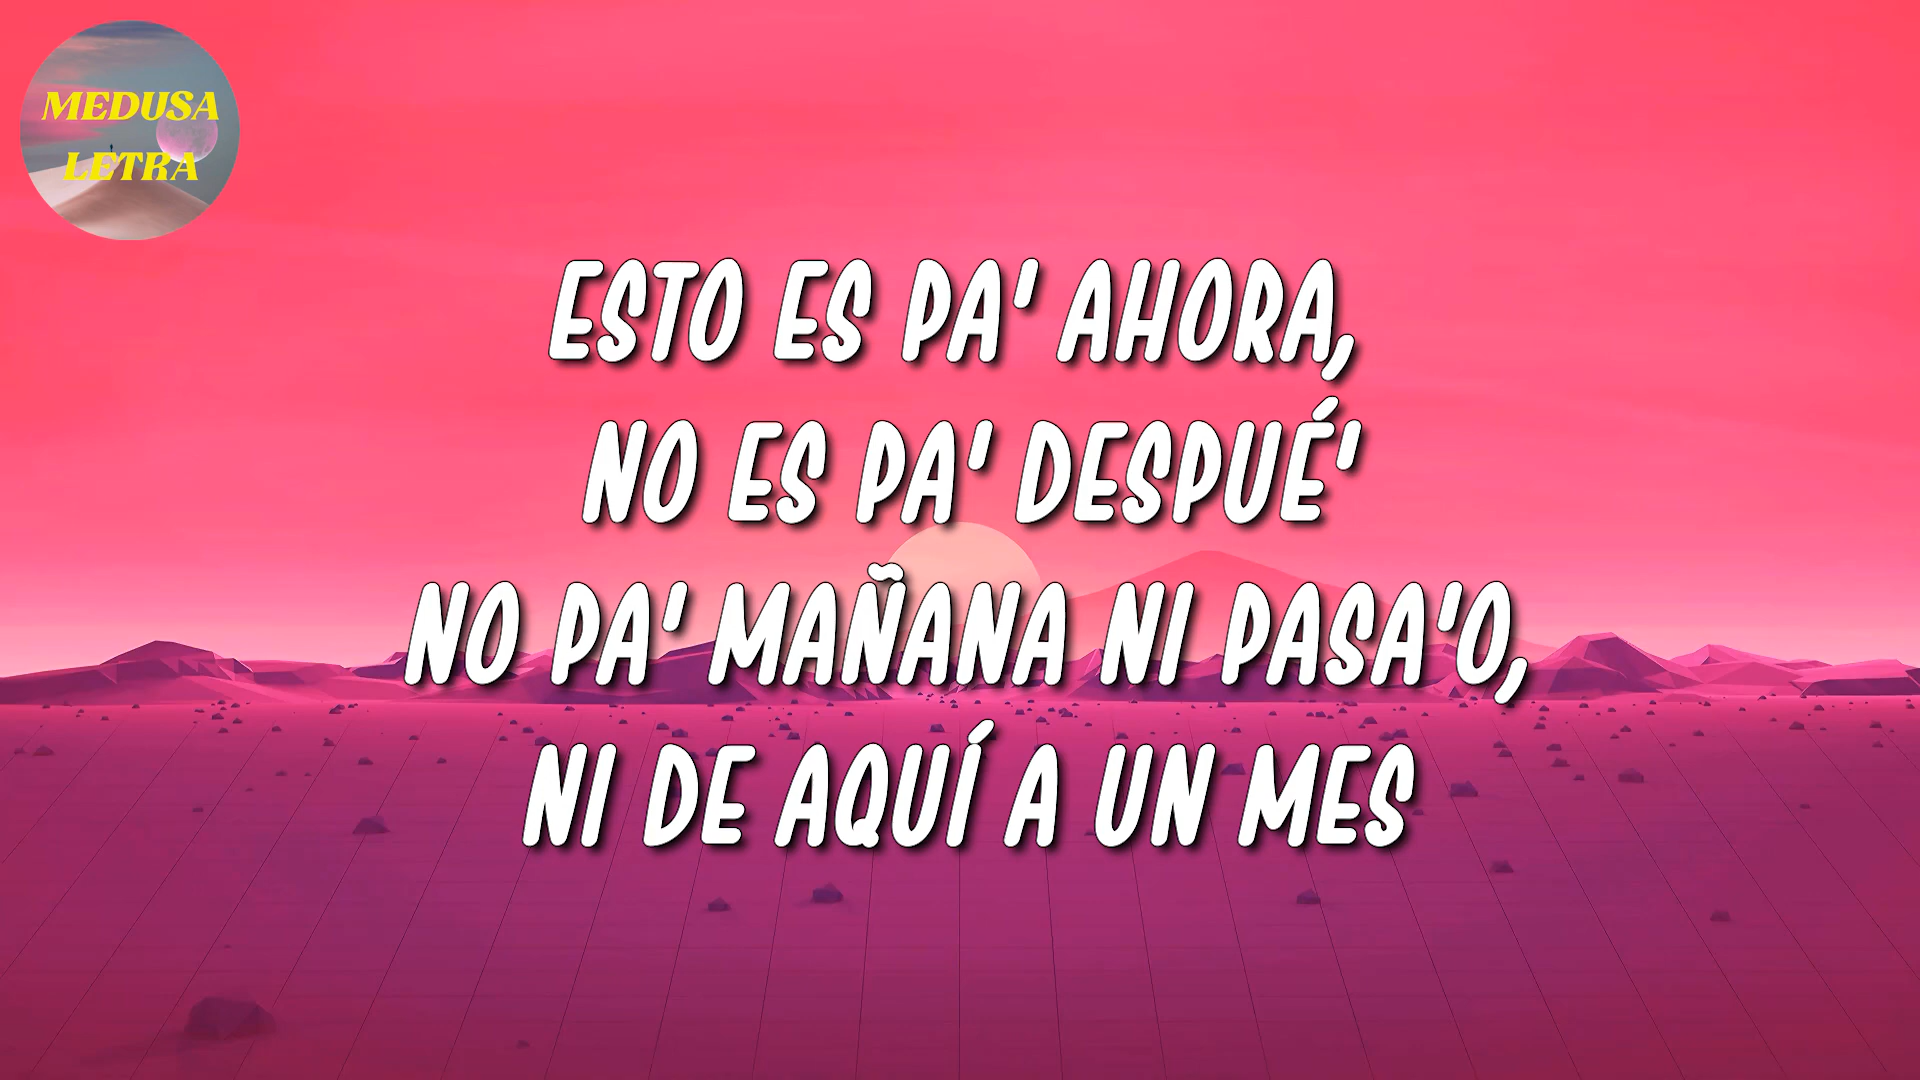 MEDUSA
LETRA
ESTO ES PA' AHORA,
NO ES PA' DESPUÉ'
NO PA' MAÑANA NI PASA'O,
NI DE AQUÍ A UN MES